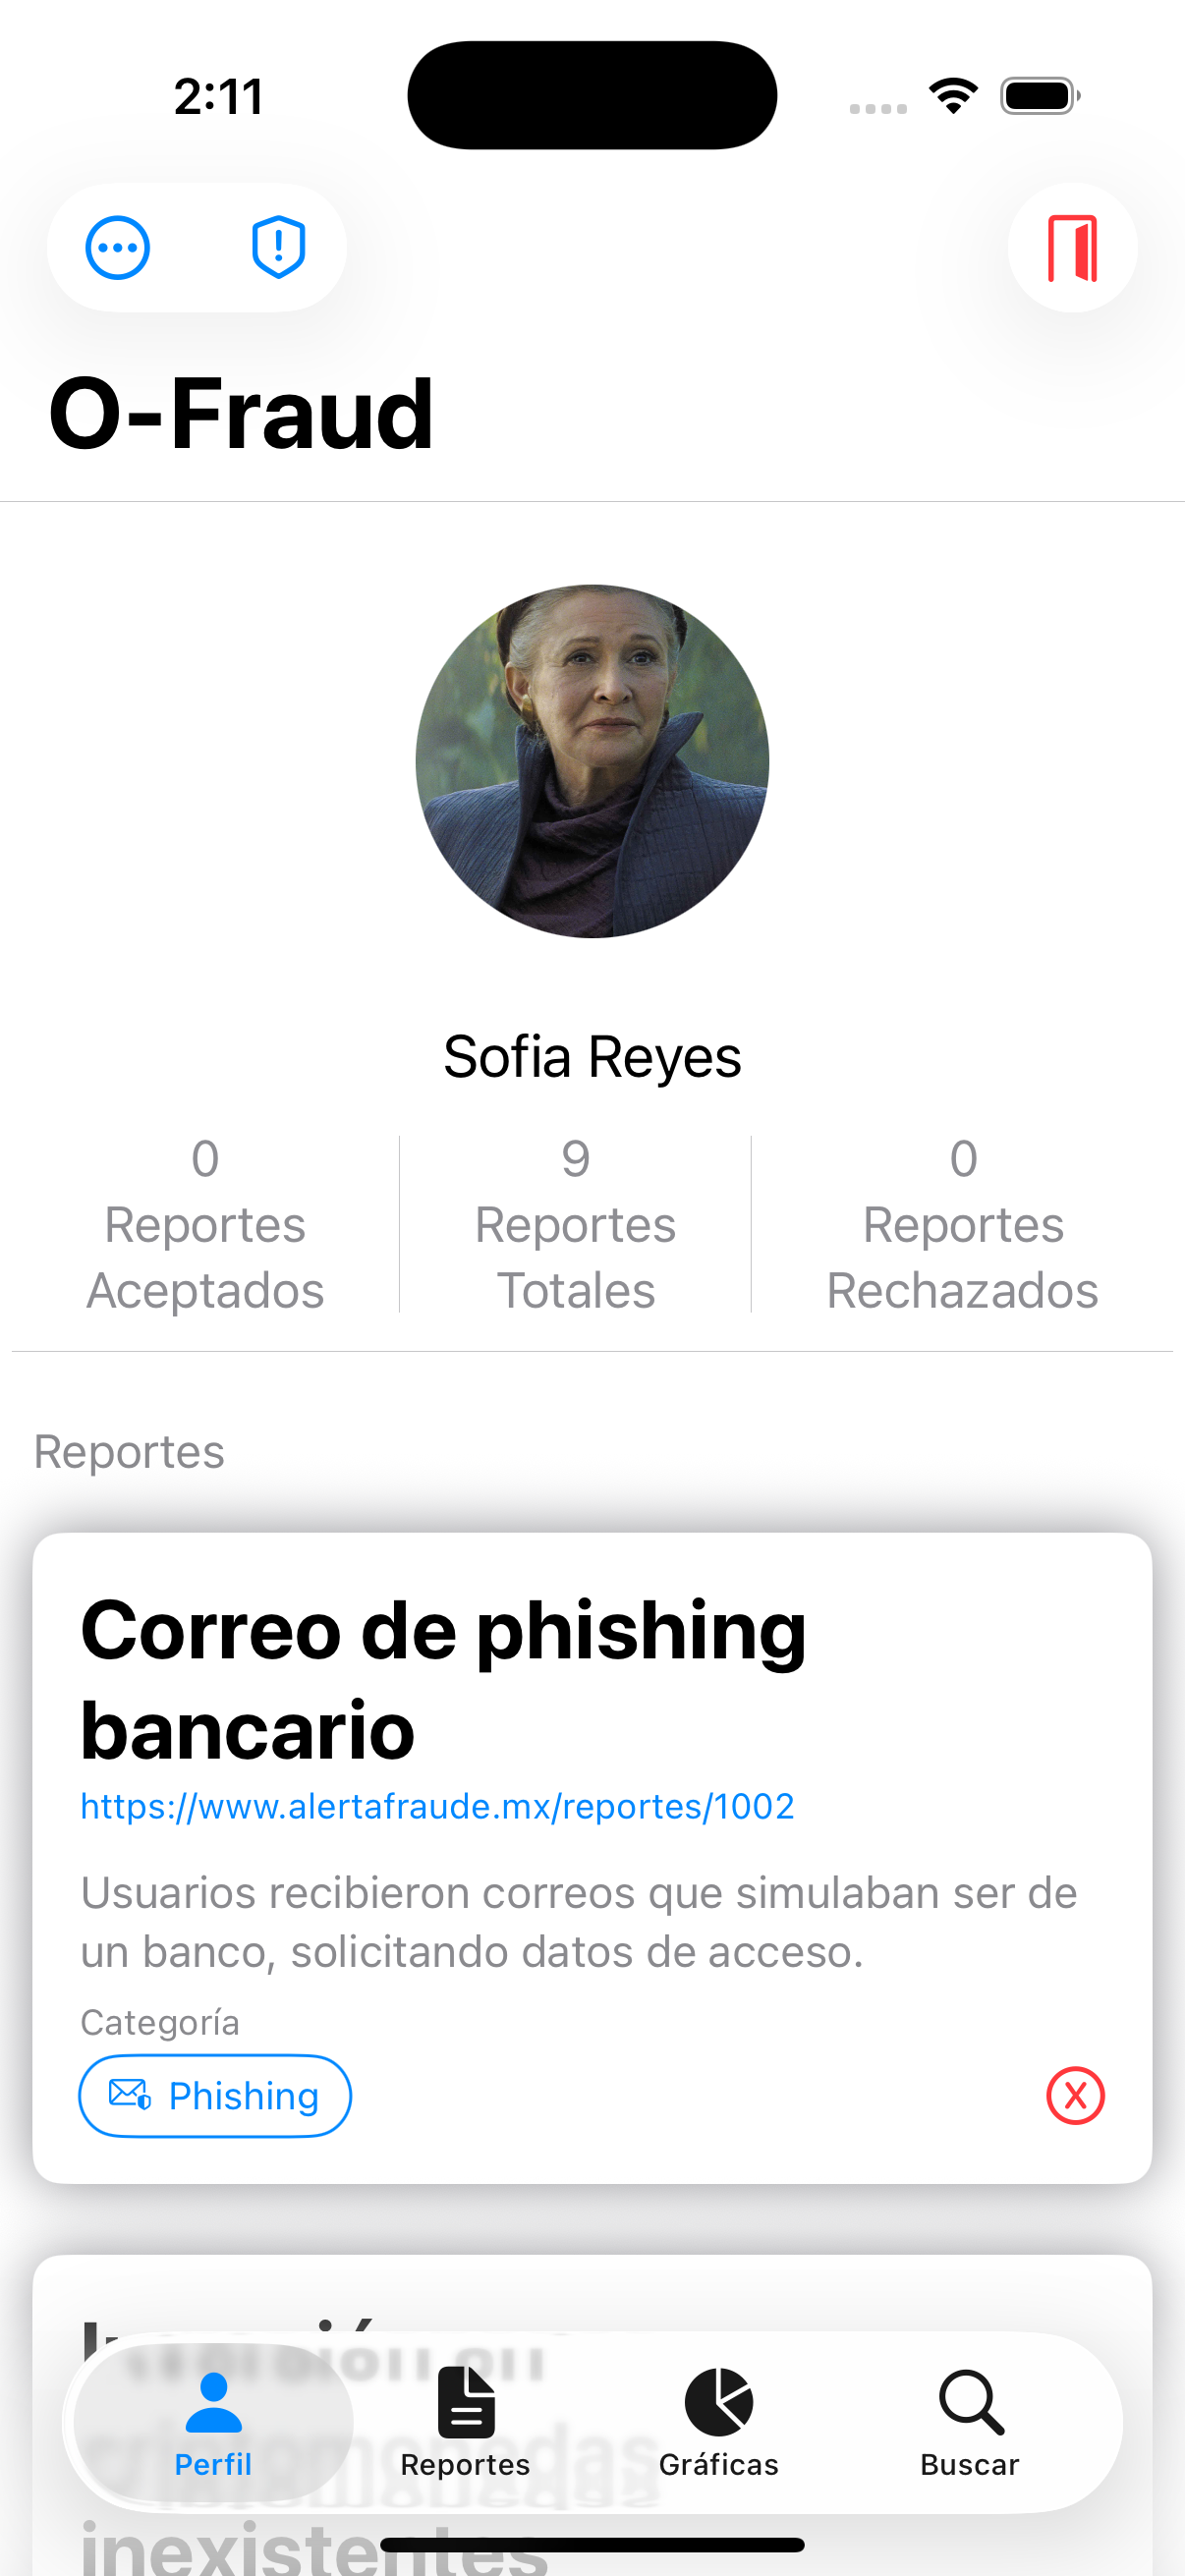 2:11
O-Fraud
Sofia Reyes
0
Reportes
Aceptados
9
Reportes
Totales
0
Reportes
Rechazados
Reportes
Correo de phishing
bancario
https://www.alertafraude.mx/reportes/1002
Usuarios recibieron correos que simulaban ser de
un banco, solicitando datos de acceso.
Categoría
Phishing
criptomonedas
inexistentes
Perfil
Reportes
Gráficas
Buscar